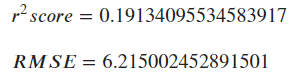 r² score = 0.19134095534583917
RMSE = 6.215002452891501